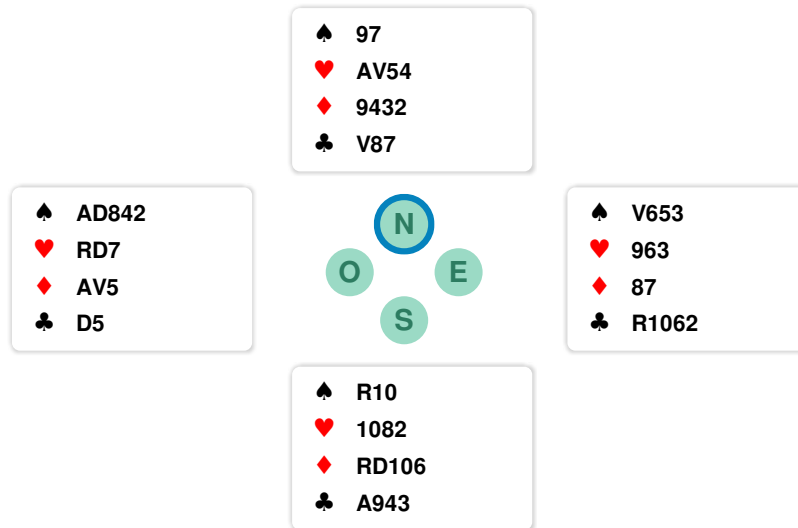 ♠ 97
♥ AV54
♦ 9432
♣ V87
♠ AD842
♥ RD7
♦ AV5
♣ D5
N
O
E
S
♠ V653
♥ 963
♦ 87
♣ R1062
♠ R10
♥ 1082
♦ RD106
♣ A943